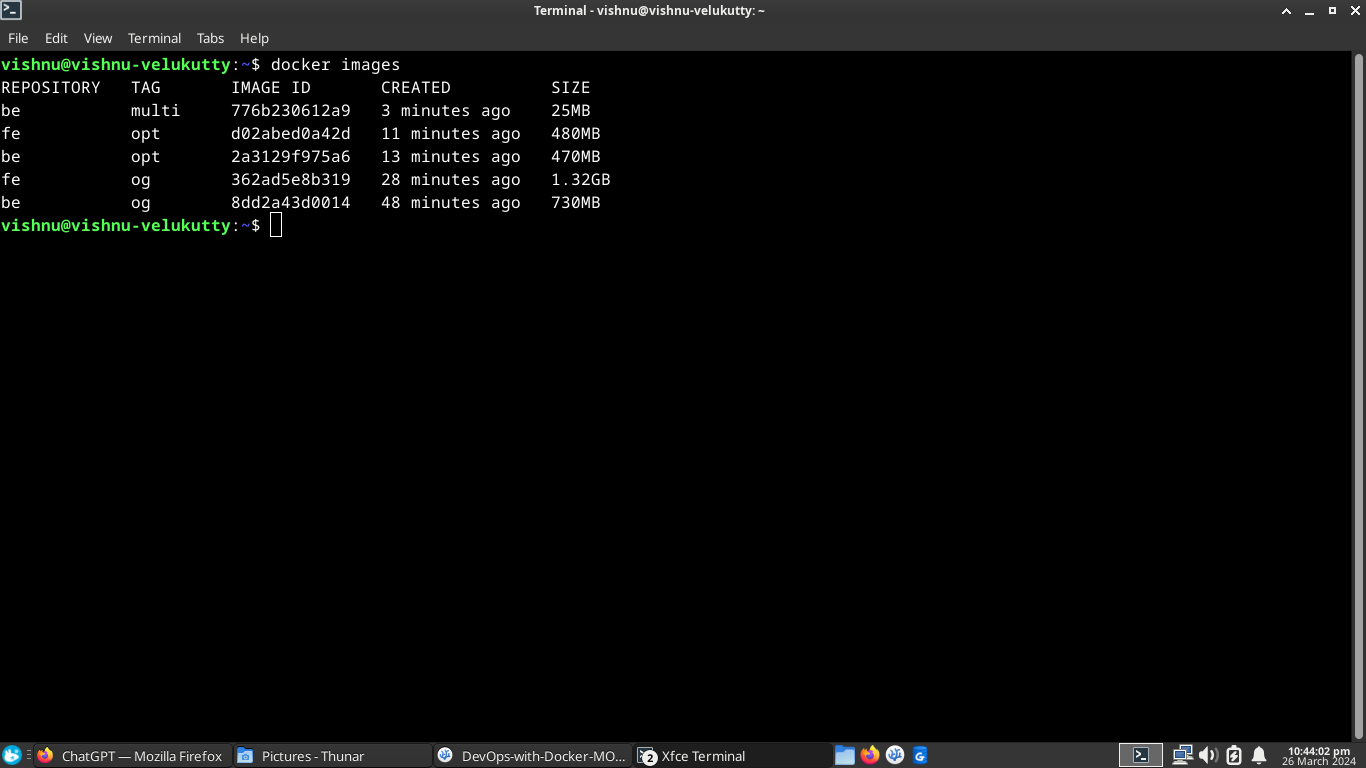 Terminal - vishnu@vishnu-velukutty: ~
File Edit View Terminal Tabs Help
vishnu@vishnu-velukutty:~$ docker images
REPOSITORY TAG IMAGE ID CREATED SIZE
be multi 776b230612a9 3 minutes ago 25MB
fe opt d02abed0a42d 11 minutes ago 480MB
be opt 2a3129f975a6 13 minutes ago 470MB
fe og 362ad5e8b319 28 minutes ago 1.32GB
be og 8dd2a43d0014 48 minutes ago 730MB
vishnu@vishnu-velukutty:~$
ChatGPT — Mozilla Firefox Pictures - Thunar DevOps-with-Docker-MO... 2 Xfce Terminal 10:44:02 pm
26 March 2024